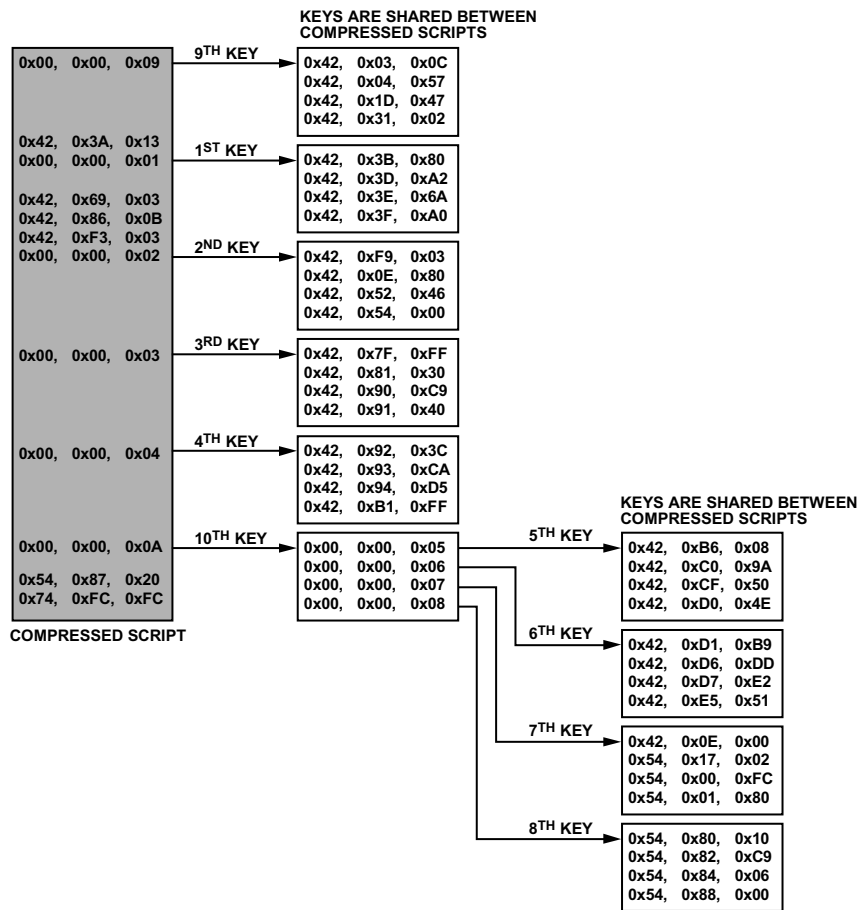 KEYS ARE SHARED BETWEEN
COMPRESSED SCRIPTS
0x00, 0x00, 0x09
9TH KEY
0x42, 0x03, 0x0C
0x42, 0x04, 0x57
0x42, 0x1D, 0x47
0x42, 0x31, 0x02
0x42, 0x3A, 0x13
0x00, 0x00, 0x01
1ST KEY
0x42, 0x3B, 0x80
0x42, 0x3D, 0xA2
0x42, 0x3E, 0x6A
0x42, 0x3F, 0xA0
0x42, 0x69, 0x03
0x42, 0x86, 0x0B
0x42, 0xF3, 0x03
0x00, 0x00, 0x02
2ND KEY
0x42, 0xF9, 0x03
0x42, 0x0E, 0x80
0x42, 0x52, 0x46
0x42, 0x54, 0x00
0x00, 0x00, 0x03
3RD KEY
0x42, 0x7F, 0xFF
0x42, 0x81, 0x30
0x42, 0x90, 0xC9
0x42, 0x91, 0x40
0x00, 0x00, 0x04
4TH KEY
0x42, 0x92, 0x3C
0x42, 0x93, 0xCA
0x42, 0x94, 0xD5
0x42, 0xB1, 0xFF
0x00, 0x00, 0x0A
10TH KEY
0x00, 0x00, 0x05
0x00, 0x00, 0x06
0x00, 0x00, 0x07
0x00, 0x00, 0x08
0x54, 0x87, 0x20
0x74, 0xFC, 0xFC
COMPRESSED SCRIPT
KEYS ARE SHARED BETWEEN
COMPRESSED SCRIPTS
5TH KEY
0x42, 0xB6, 0x08
0x42, 0xC0, 0x9A
0x42, 0xCF, 0x50
0x42, 0xD0, 0x4E
6TH KEY
0x42, 0xD1, 0xB9
0x42, 0xD6, 0xDD
0x42, 0xD7, 0xE2
0x42, 0xE5, 0x51
7TH KEY
0x42, 0x0E, 0x00
0x54, 0x17, 0x02
0x54, 0x00, 0xFC
0x54, 0x01, 0x80
8TH KEY
0x54, 0x80, 0x10
0x54, 0x82, 0xC9
0x54, 0x84, 0x06
0x54, 0x88, 0x00